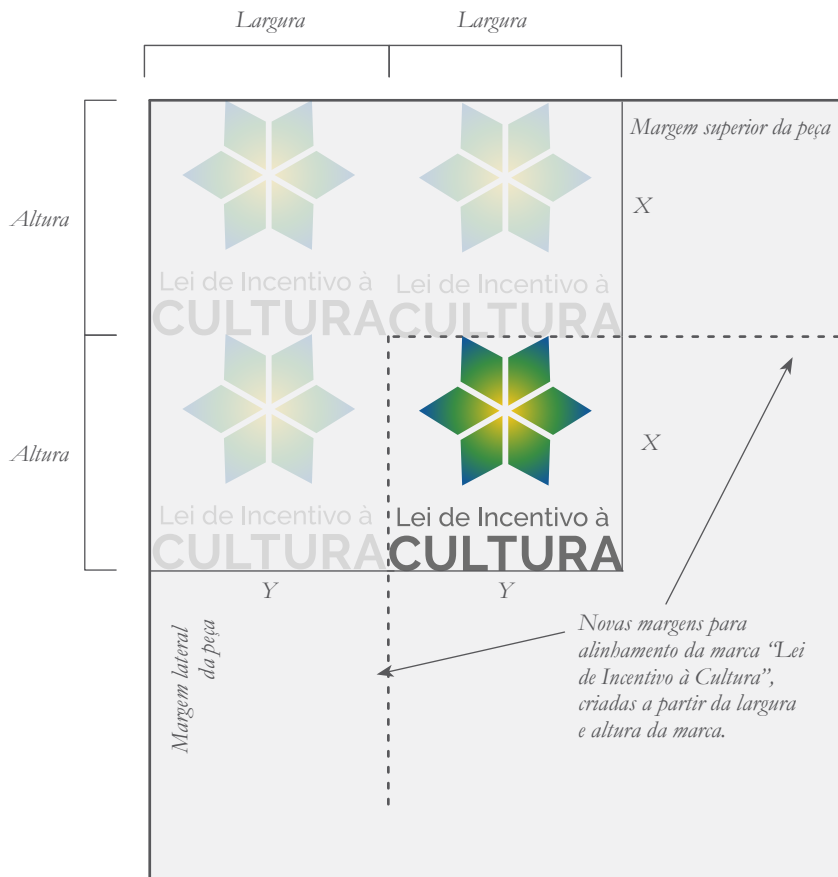 Largura
Largura
Margem superior da peça
Altura
X
Lei de Incentivo à
CULTURA
Lei de Incentivo à
CULTURA
Altura
X
Lei de Incentivo à
CULTURA
Lei de Incentivo à
CULTURA
Y
Y
Margem lateral
da peça
Novas margens para
alinhamento da marca “Lei
de Incentivo à Cultura”,
criadas a partir da largura
e altura da marca.